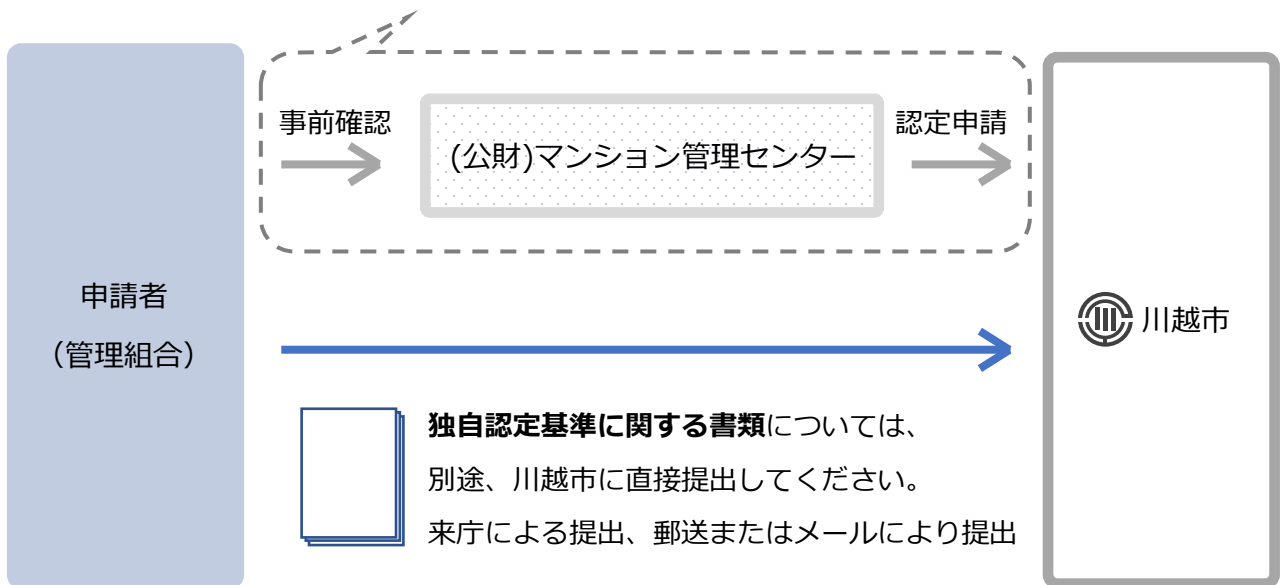 事前確認
(公財)マンション管理センター
認定申請
申請者
（管理組合）
川越市
独自認定基準に関する書類については、
別途、川越市に直接提出してください。
来庁による提出、郵送またはメールにより提出